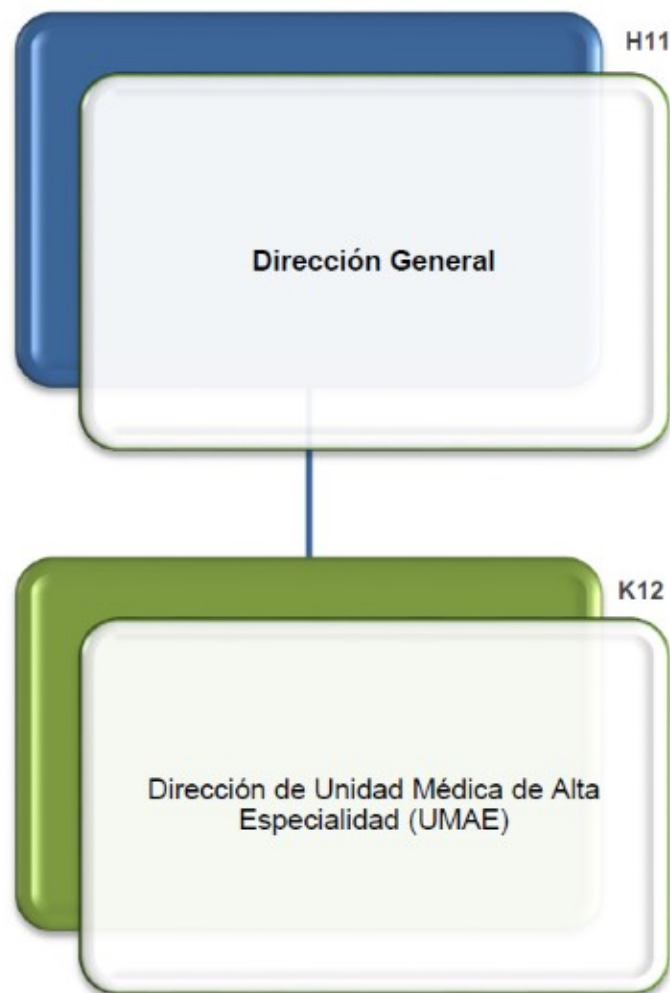 H11
Dirección General
K12
Dirección de Unidad Médica de Alta
Especialidad (UMAE)